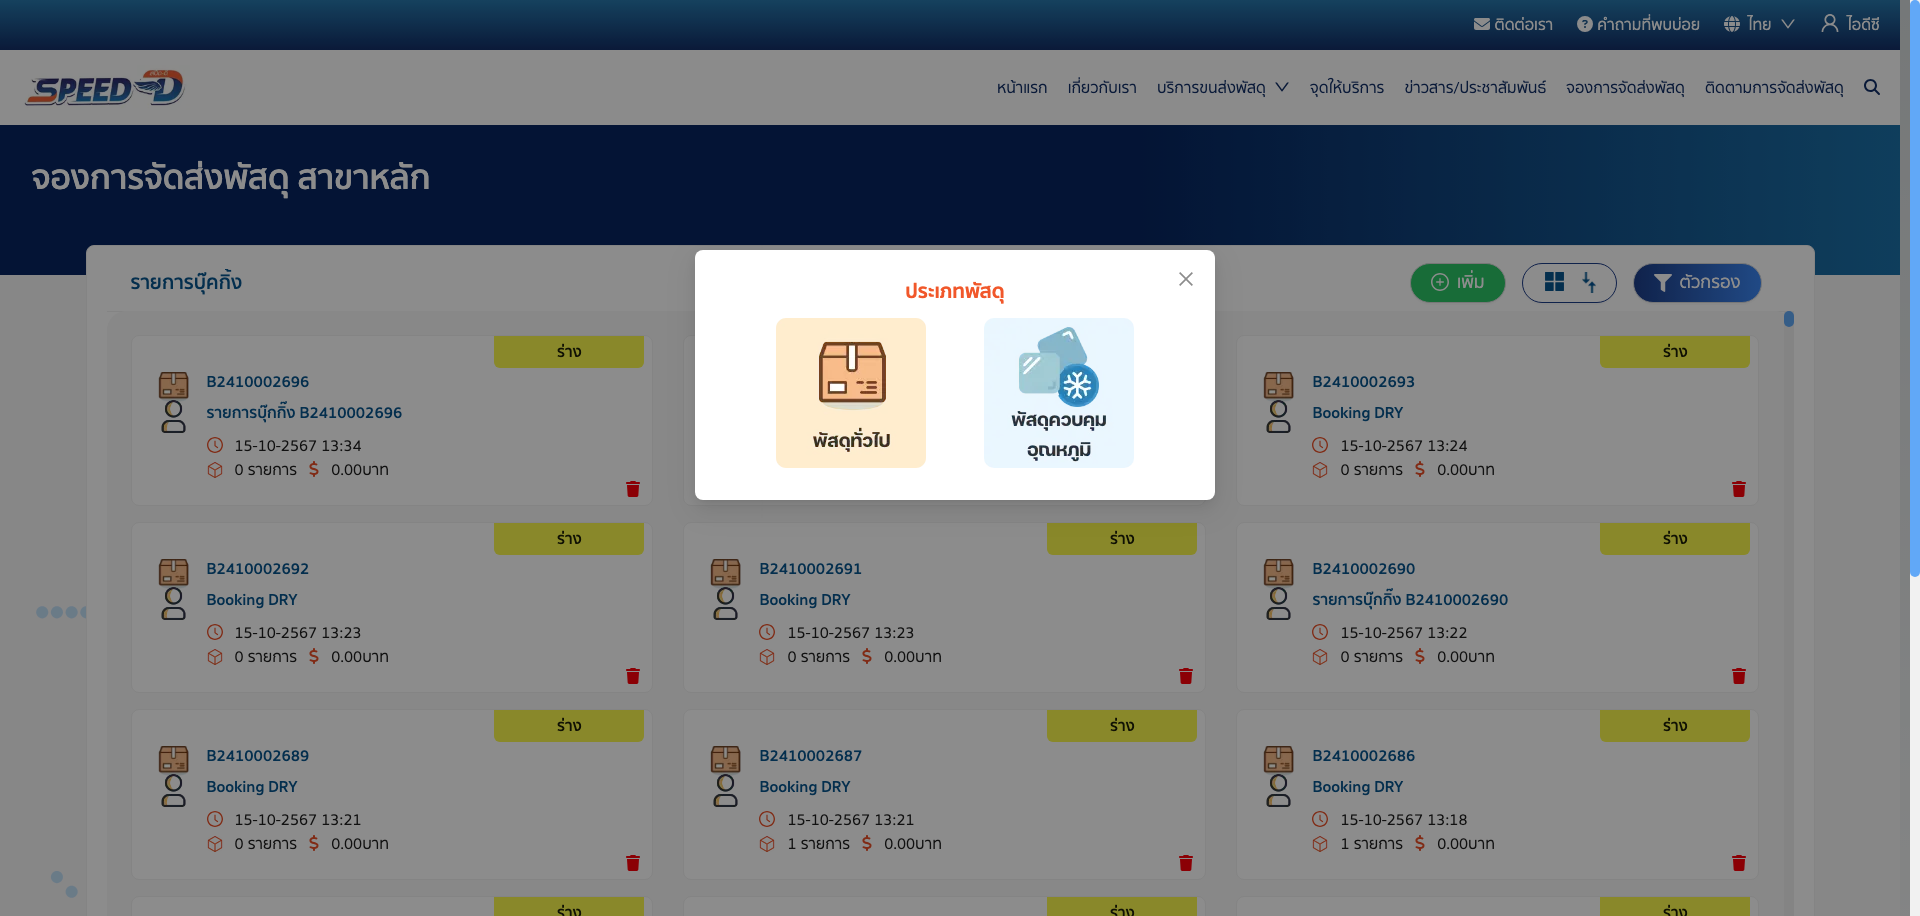 ติดต่อเรา คำถามที่พบบ่อย ไทย ไอดีซี
SPEED-D
หน้าแรก เกี่ยวกับเรา บริการขนส่งพัสดุ จุดให้บริการ ข่าวสาร/ประชาสัมพันธ์ จองการจัดส่งพัสดุ ติดตามการจัดส่งพัสดุ
จองการจัดส่งพัสดุ สาขาหลัก
รายการบุ๊คกิ้ง
เพิ่ม ตัวกรอง
ประเภทพัสดุ
พัสดุทั่วไป
พัสดุควบคุม
อุณหภูมิ
ร่าง
B2410002696
รายการบุ๊กกิ๊ง B2410002696
15-10-2567 13:34
0 รายการ $ 0.00บาท
ร่าง
B2410002693
Booking DRY
15-10-2567 13:24
0 รายการ $ 0.00บาท
ร่าง
B2410002692
Booking DRY
15-10-2567 13:23
0 รายการ $ 0.00บาท
ร่าง
B2410002691
Booking DRY
15-10-2567 13:23
0 รายการ $ 0.00บาท
ร่าง
B2410002690
รายการบุ๊กกิ๊ง B2410002690
15-10-2567 13:22
0 รายการ $ 0.00บาท
ร่าง
B2410002689
Booking DRY
15-10-2567 13:21
0 รายการ $ 0.00บาท
ร่าง
B2410002687
Booking DRY
15-10-2567 13:21
1 รายการ $ 0.00บาท
ร่าง
B2410002686
Booking DRY
15-10-2567 13:18
1 รายการ $ 0.00บาท
ร่าง
ร่าง
ร่าง